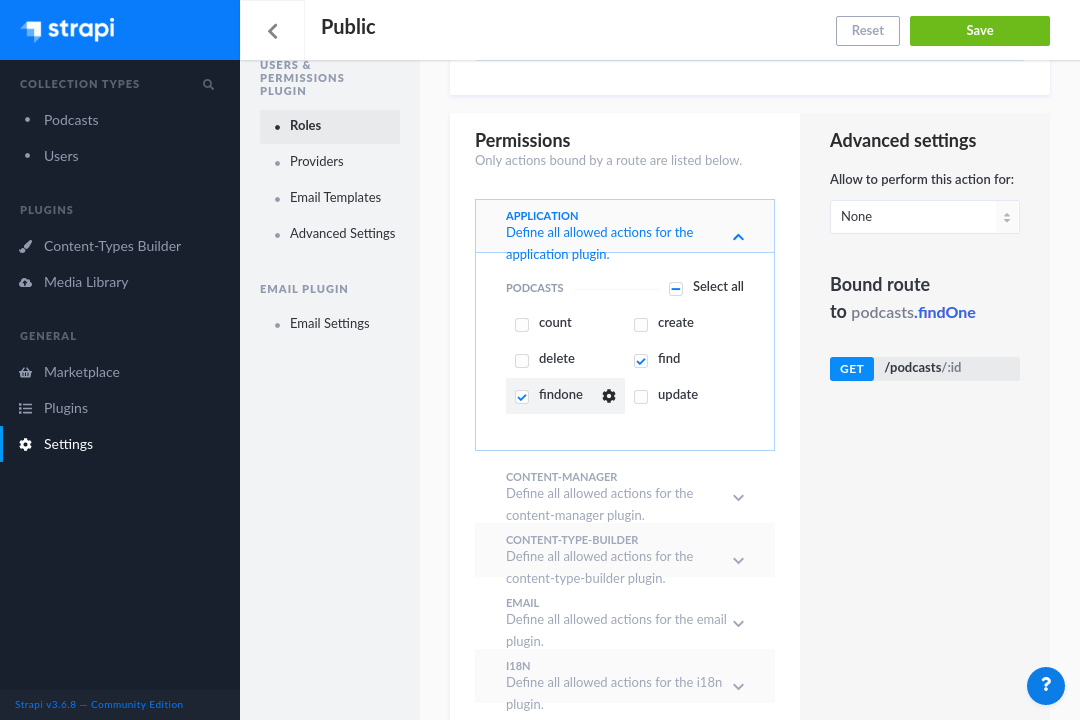 strapi
Public
Reset
Save
COLLECTION TYPES
Podcasts
Users
PLUGINS
Content-Types Builder
Media Library
GENERAL
Marketplace
Plugins
Settings
Strapi v3.6.8 — Community Edition
USERS &
PERMISSIONS
PLUGIN
Roles
Providers
Email Templates
Advanced Settings
EMAIL PLUGIN
Email Settings
Permissions
Only actions bound by a route are listed below.
APPLICATION
Define all allowed actions for the
application plugin.
PODCASTS
Select all
count
create
delete
find
findone
update
CONTENT-MANAGER
Define all allowed actions for the
content-manager plugin.
CONTENT-TYPE-BUILDER
Define all allowed actions for the
content-type-builder plugin.
EMAIL
Define all allowed actions for the email
plugin.
I18N
Define all allowed actions for the i18n
plugin.
Advanced settings
Allow to perform this action for:
None
Bound route
to podcasts.findOne
GET /podcasts/:id
?